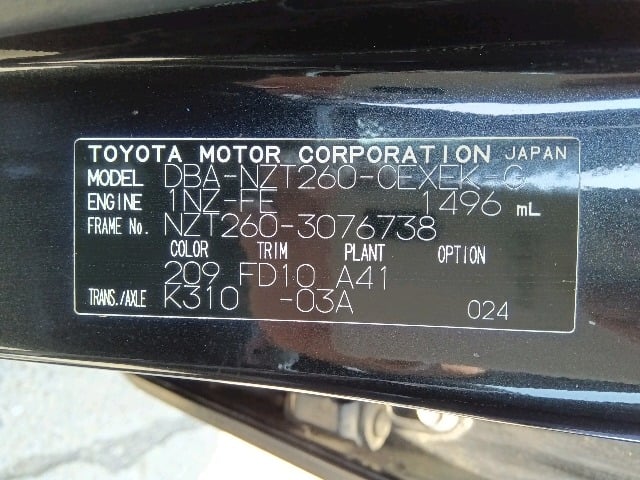 TOYOTA MOTOR CORPORATION JAPAN
MODEL DBA-NZT260-CEXEK-G
ENGINE 1NZ-FE 1496 mL
FRAME No. NZT260-3076738
COLOR TRIM PLANT OPTION
209 FD10 A41
TRANS./AXLE K310 -03A 024